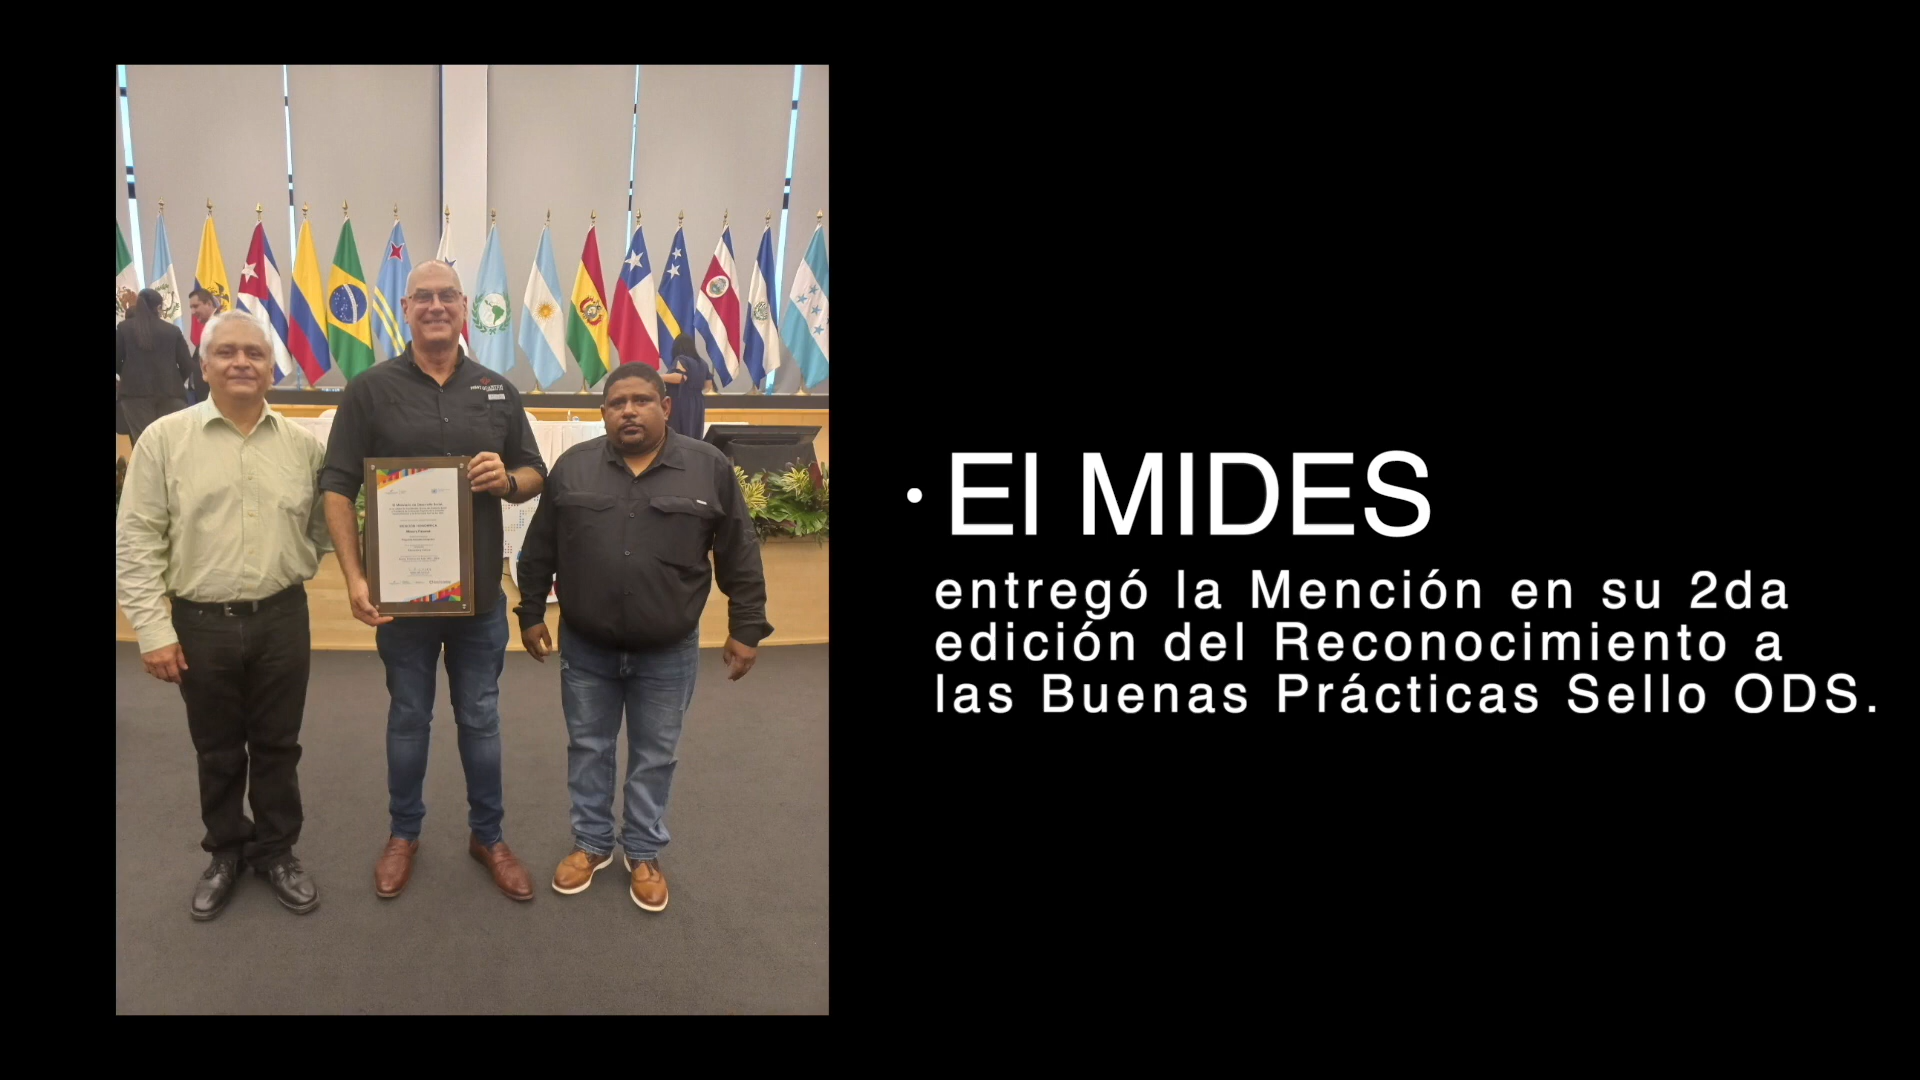 • El MIDES
entregó la Mención en su 2da
edición del Reconocimiento a
las Buenas Prácticas Sello ODS.